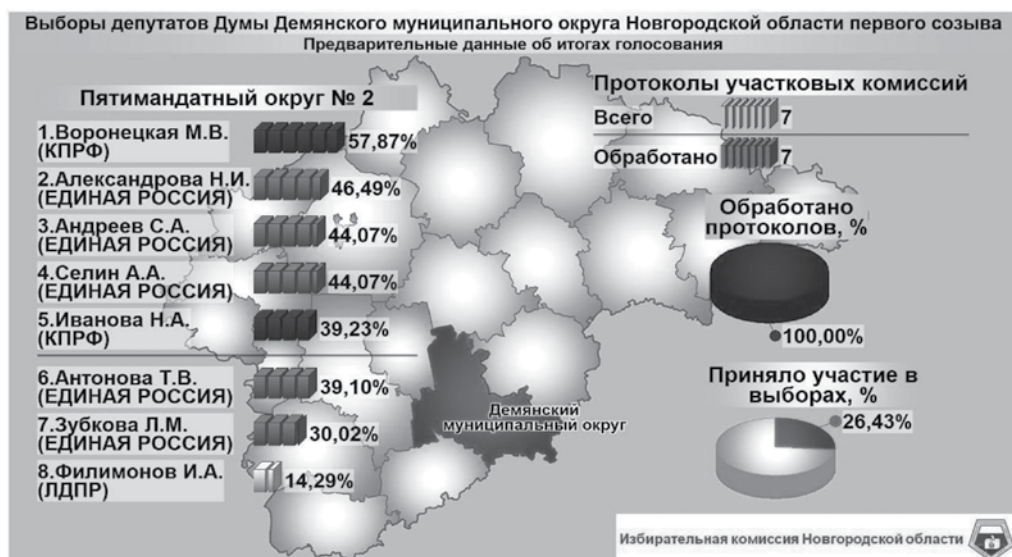 Выборы депутатов Думы Демянского муниципального округа Новгородской области первого созыва
Предварительные данные об итогах голосования
Пятимандатный округ № 2
1.Воронецкая М.В.
(КПРФ)
57,87%
2.Александрова Н.И.
(ЕДИНАЯ РОССИЯ)
46,49%
3.Андреев С.А.
(ЕДИНАЯ РОССИЯ)
44,07%
4.Селин А.А.
(ЕДИНАЯ РОССИЯ)
44,07%
5.Иванова Н.А.
(КПРФ)
39,23%
6.Антонова Т.В.
(ЕДИНАЯ РОССИЯ)
39,10%
7.Зубкова Л.М.
(ЕДИНАЯ РОССИЯ)
30,02%
8.Филимонов И.А.
(ЛДПР)
14,29%
Демянский
муниципальный округ
Протоколы участковых комиссий
Всего 7
Обработано 7
Обработано
протоколов, %
100,00%
Приняло участие в
выборах, %
26,43%
Избирательная комиссия Новгородской области